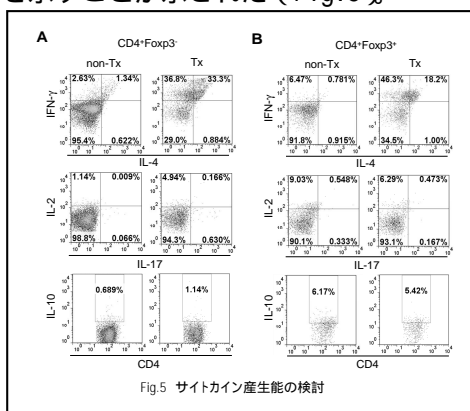 を示すことが示された（Fig.5）。
A
CD4+Foxp3-
non-Tx
Tx
2.63% 1.34%
95.4% 0.622%
36.8% 33.3%
29.0% 0.884%
IFN-γ
IL-4
1.14% 0.009%
98.8% 0.066%
4.94% 0.166%
94.3% 0.630%
IL-2
IL-17
0.689%
1.14%
IL-10
CD4
B
CD4+Foxp3+
non-Tx
Tx
6.47% 0.781%
91.8% 0.915%
46.3% 18.2%
34.5% 1.00%
IFN-γ
IL-4
9.03% 0.548%
90.1% 0.333%
6.29% 0.473%
93.1% 0.167%
IL-2
IL-17
6.17%
5.42%
IL-10
CD4
Fig.5 サイトカイン産生能の検討